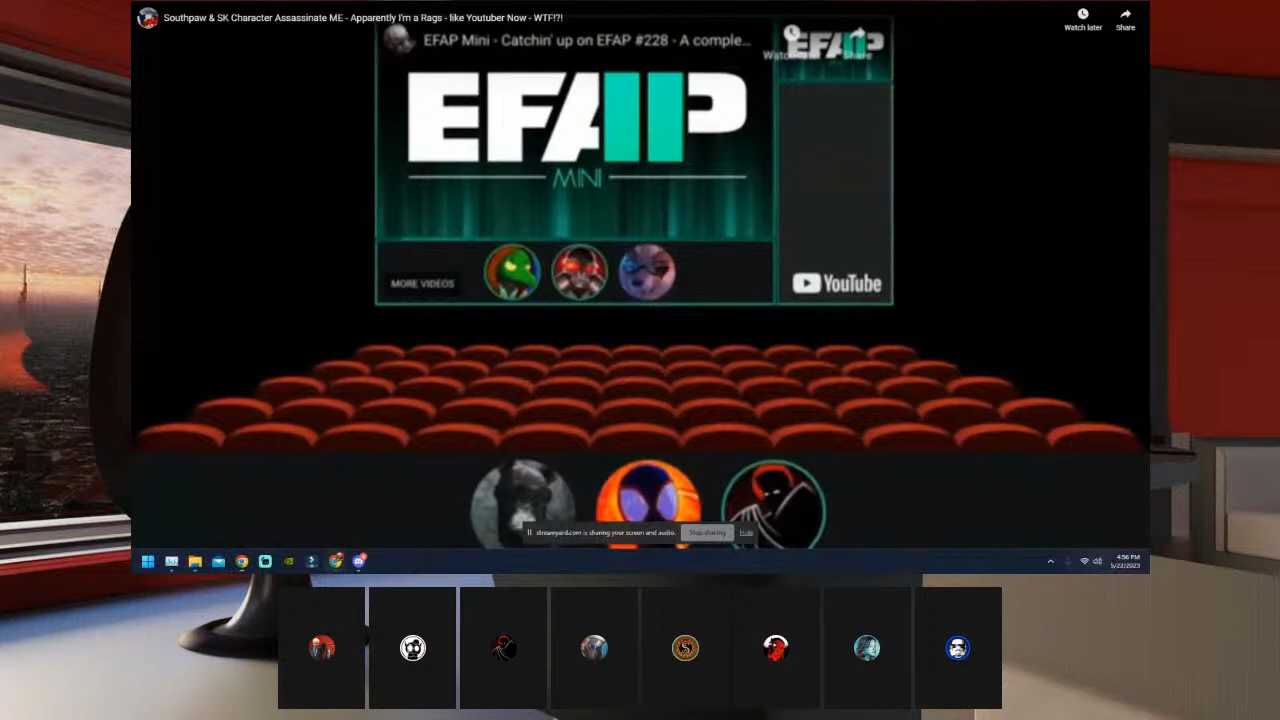 Southpaw & SK Character Assassinate ME - Apparently I'm a Rags - like Youtuber Now - WTF!?!
Watch later
Share
EFAP Mini - Catchin' up on EFAP #228 - A comple...
EFAP
Share
EFAP
MINI
MORE VIDEOS
YouTube
streamyard.com is sharing your screen and audio.
Stop sharing
Hide
4:56 PM
5/22/2023